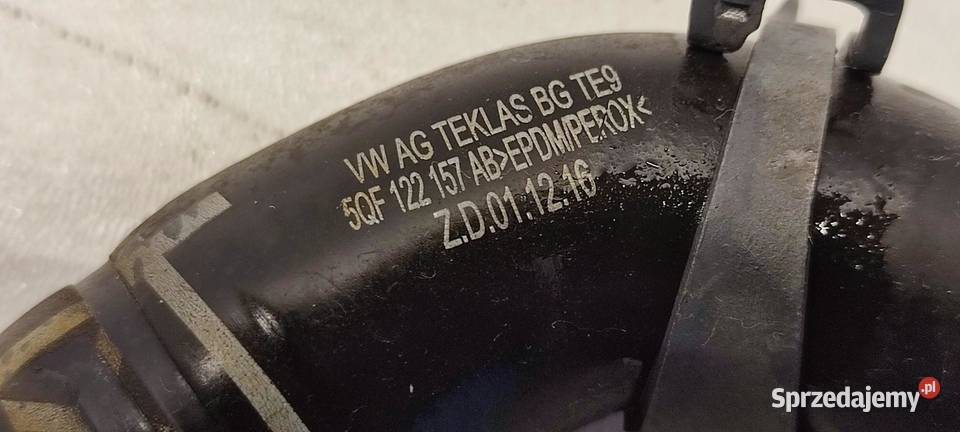 VW AG TEKLAS BG TE9
5QF 122 157 AB>EPDM/PEROX<
Z.D.01.12.16
Sprzedajemy.pl